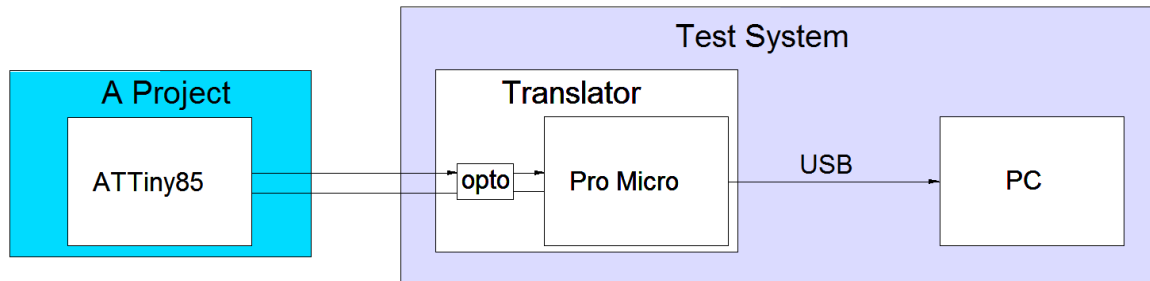 Test System
A Project
Translator
ATTiny85
opto
Pro Micro
USB
PC